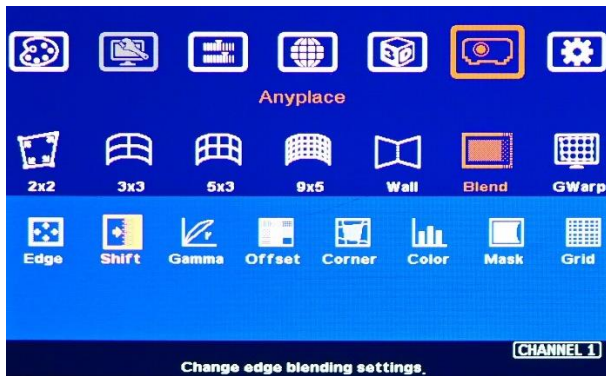 Anyplace
2x2 3x3 5x3 9x5 Wall Blend GWarp
Edge Shift Gamma Offset Corner Color Mask Grid
CHANNEL 1
Change edge blending settings.